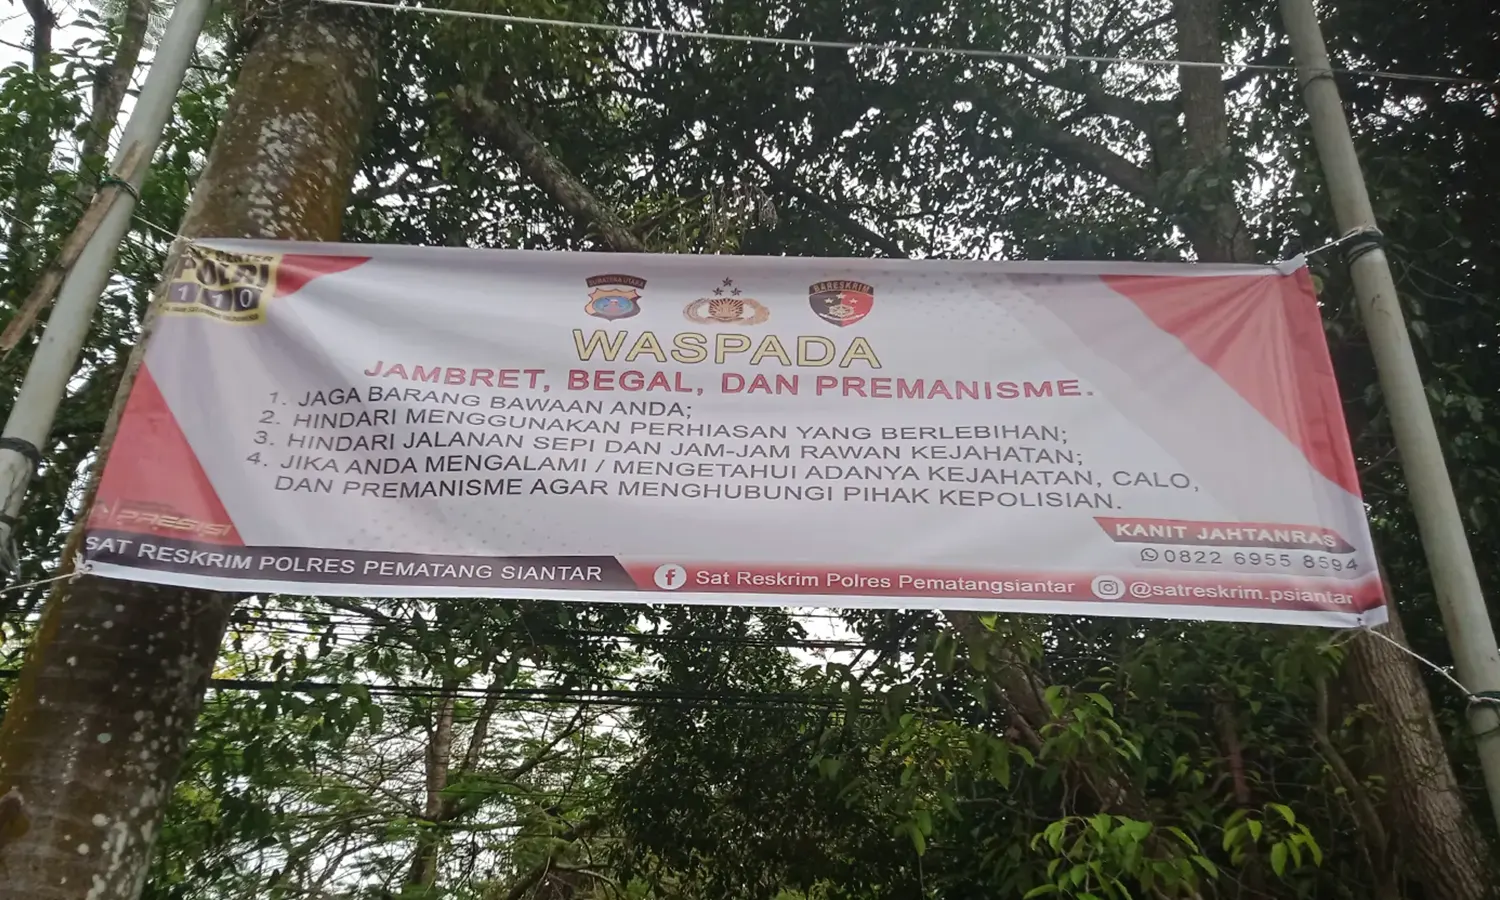 POLRI
110
SUMATERA UTARA
BARESKRIM
WASPADA
JAMBRET, BEGAL, DAN PREMANISME.
1. JAGA BARANG BAWAAN ANDA;
2. HINDARI MENGGUNAKAN PERHIASAN YANG BERLEBIHAN;
3. HINDARI JALANAN SEPI DAN JAM-JAM RAWAN KEJAHATAN;
4. JIKA ANDA MENGALAMI / MENGETAHUI ADANYA KEJAHATAN, CALO,
DAN PREMANISME AGAR MENGHUBUNGI PIHAK KEPOLISIAN.
PRESISI
KANIT JAHTANRAS
0822 6955 8594
SAT RESKRIM POLRES PEMATANG SIANTAR
Sat Reskrim Polres Pematangsiantar
@satreskrim.psiantar